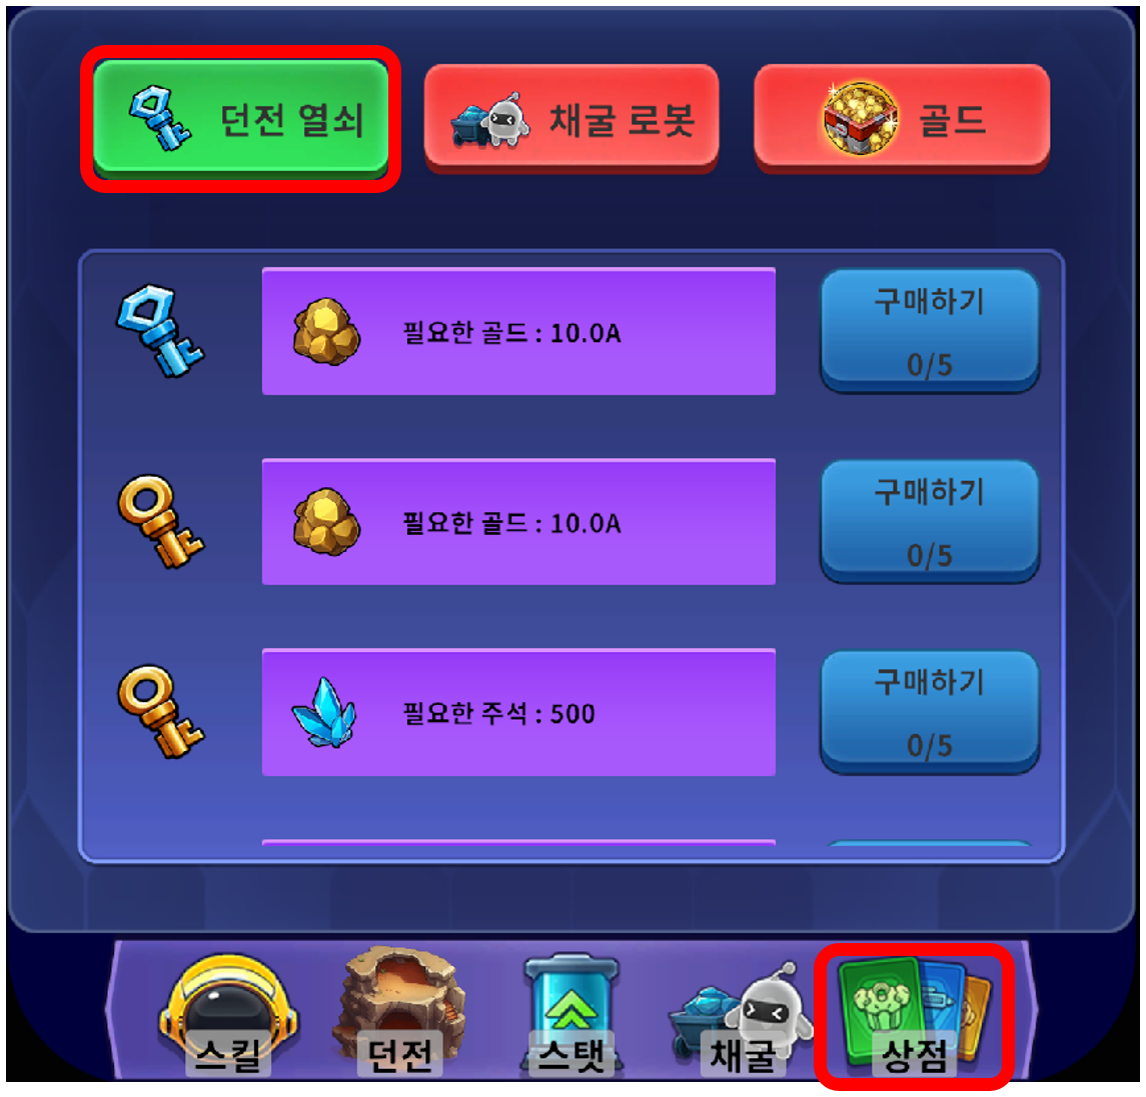 던전 열쇠
채굴 로봇
골드
필요한 골드 : 10.0A
구매하기
0/5
필요한 골드 : 10.0A
구매하기
0/5
필요한 주석 : 500
구매하기
0/5
스킬
던전
스탯
채굴
상점